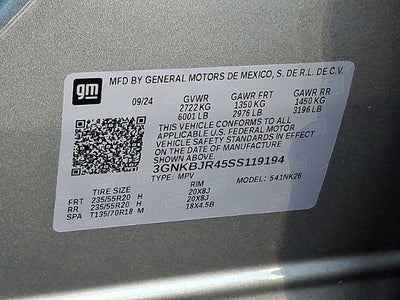 gm
MFD BY GENERAL MOTORS DE MEXICO, S. DE R.L. DE C.V.
09/24 GVWR GAWR FRT GAWR RR
2722 KG 1350 KG 1450 KG
6001 LB 2976 LB 3196 LB
THIS VEHICLE CONFORMS TO ALL
APPLICABLE U.S. FEDERAL MOTOR
VEHICLE SAFETY STANDARDS IN EFFECT
ON THE DATE OF MANUFACTURE SHOWN ABOVE.
3GNKBJR45SS119194
TYPE: MPV MODEL: 541NK26
TIRE SIZE RIM
FRT 235/55R20 H 20X8J
RR 235/55R20 H 20X8J
SPA T135/70R18 M 18X4.5B